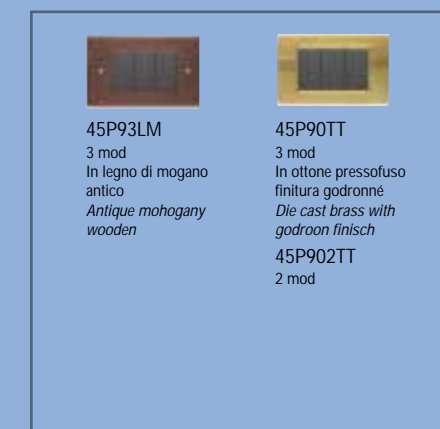 45P93LM
3 mod
In legno di mogano
antico
Antique mohogany
wooden
45P90TT
3 mod
In ottone pressofuso
finitura godronné
Die cast brass with
godroon finisch
45P902TT
2 mod